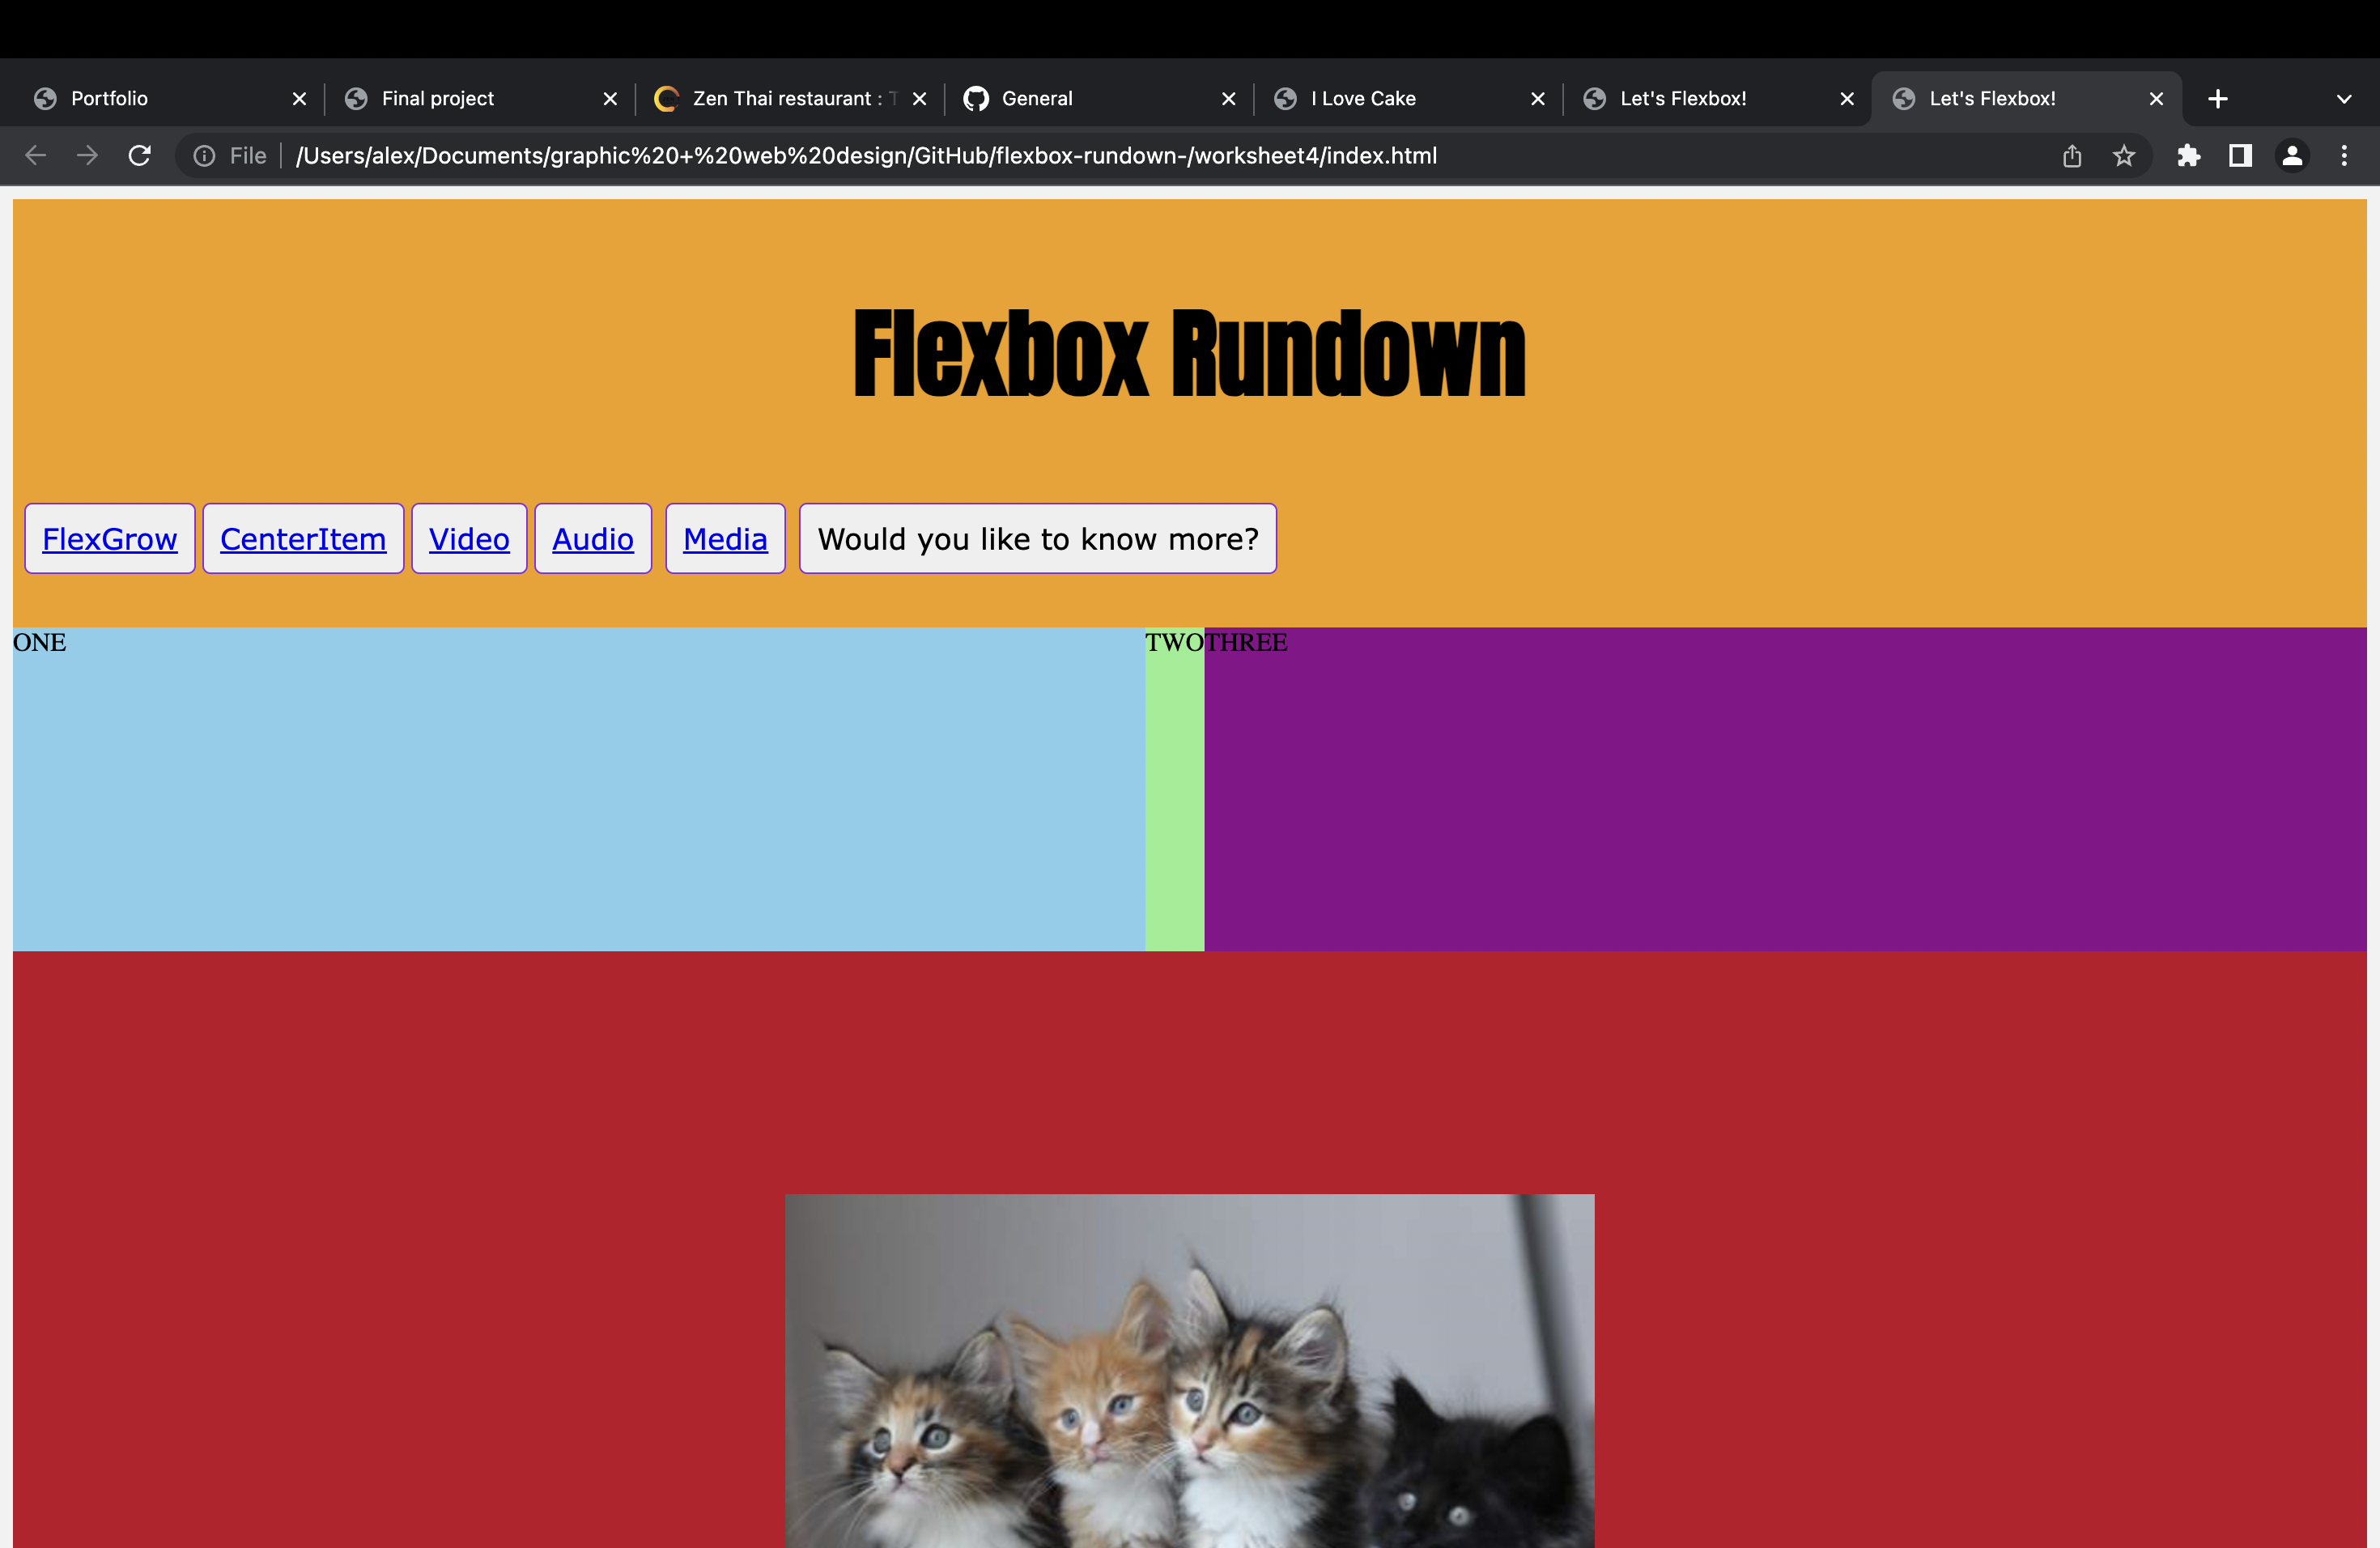 Portfolio
Final project
Zen Thai restaurant : T
General
I Love Cake
Let's Flexbox!
Let's Flexbox!
File
/Users/alex/Documents/graphic%20+%20web%20design/GitHub/flexbox-rundown-/worksheet4/index.html
Flexbox Rundown
FlexGrow CenterItem Video Audio Media Would you like to know more?
ONE
TWO
THREE